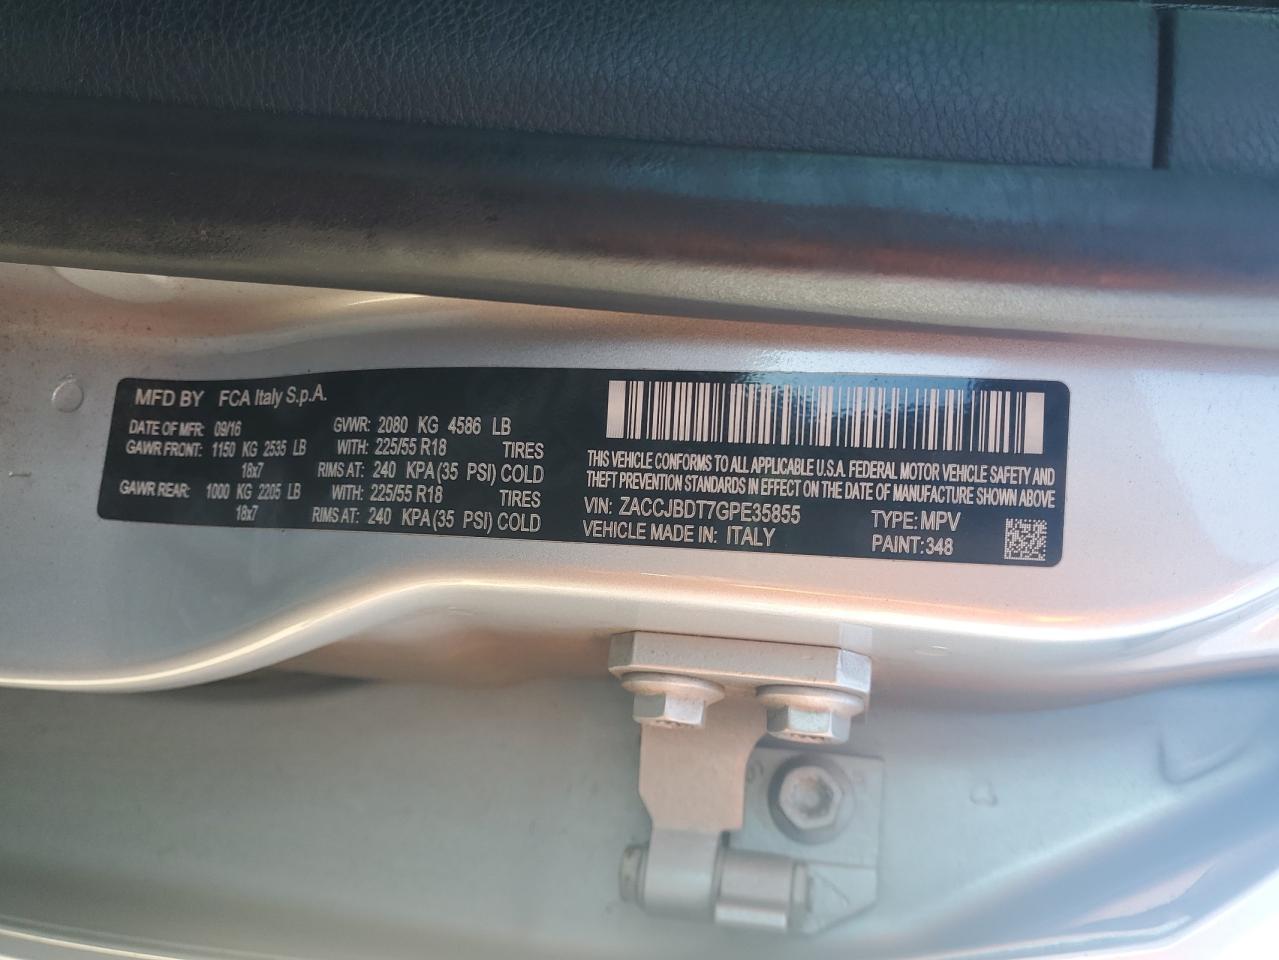 MFD BY FCA Italy S.p.A.
DATE OF MFR: 09/16 GVWR: 2080 KG 4586 LB
GAWR FRONT: 1150 KG 2535 LB WITH: 225/55 R18 TIRES
18x7 RIMS AT: 240 KPA (35 PSI) COLD
GAWR REAR: 1000 KG 2205 LB WITH: 225/55 R18 TIRES
18x7 RIMS AT: 240 KPA (35 PSI) COLD
THIS VEHICLE CONFORMS TO ALL APPLICABLE U.S.A. FEDERAL MOTOR VEHICLE SAFETY AND
THEFT PREVENTION STANDARDS IN EFFECT ON THE DATE OF MANUFACTURE SHOWN ABOVE
VIN: ZACCJBDT7GPE35855 TYPE: MPV
VEHICLE MADE IN: ITALY PAINT: 348